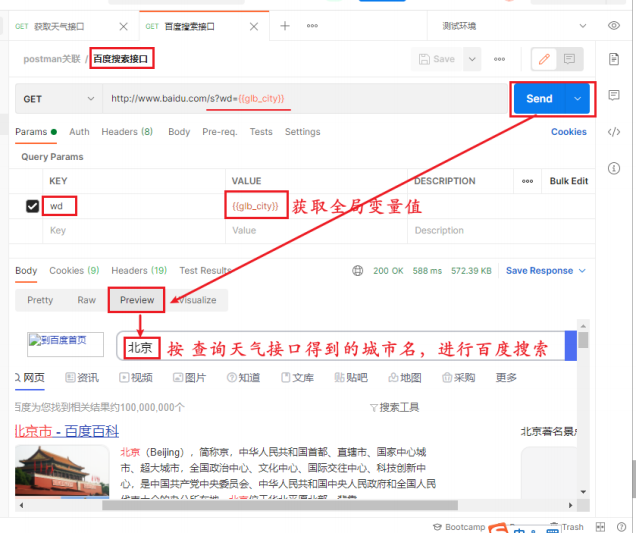 GET 获取天气接口
GET 百度搜索接口
测试环境
postman关联 / 百度搜索接口
Save
GET
http://www.baidu.com/s?wd={{glb_city}}
Send
Params
Auth
Headers (8)
Body
Pre-req.
Tests
Settings
Cookies
Query Params
KEY
VALUE
DESCRIPTION
Bulk Edit
wd
{{glb_city}}
获取全局变量值
Key
Value
Description
Body
Cookies (9)
Headers (19)
Test Results
200 OK
588 ms
572.39 KB
Save Response
Pretty
Raw
Preview
Visualize
到百度首页
北京
按 查询天气接口得到的城市名，进行百度搜索
网页
资讯
视频
图片
知道
文库
贴吧
地图
采购
更多
百度为您找到相关结果约100,000,000个
搜索工具
北京市 - 百度百科
北京著名景点
北京（Beijing），简称京，中华人民共和国首都、直辖市、国家中心城
市、超大城市，全国政治中心、文化中心、国际交往中心、科技创新中
心，是中国共产党中央委员会、中华人民共和国中央人民政府和全国人民
Bootcamp
Trash